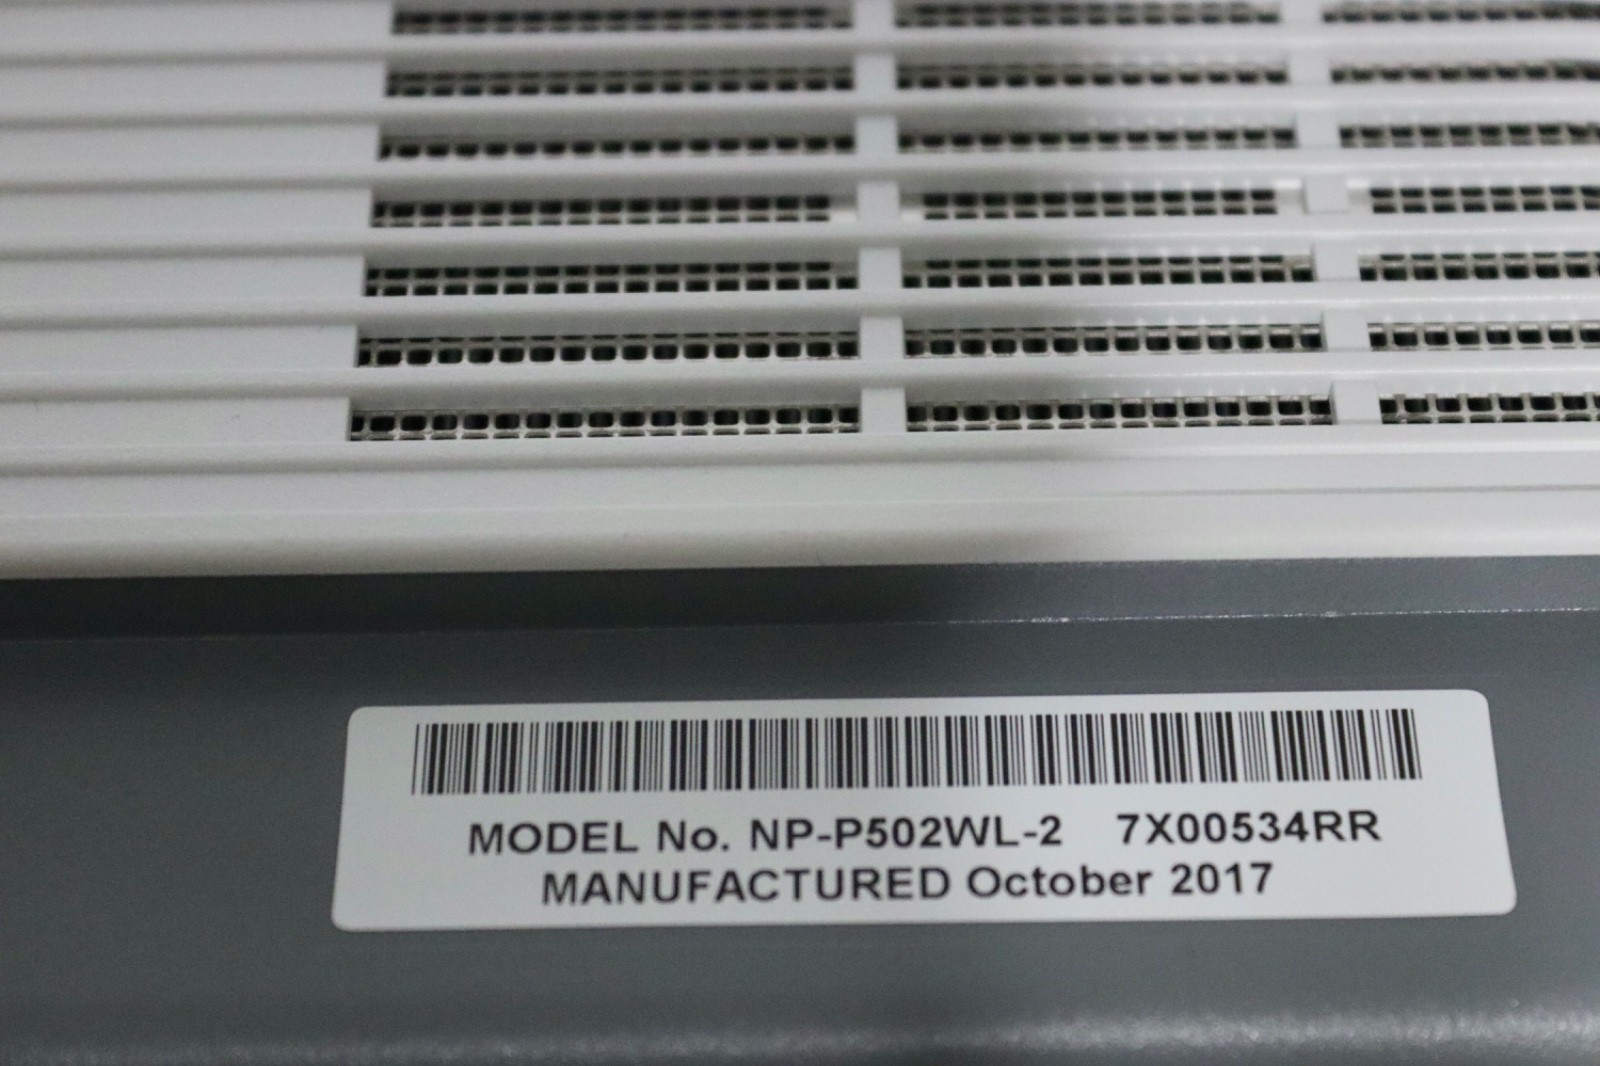 MODEL No. NP-P502WL-2 7X00534RR
MANUFACTURED October 2017